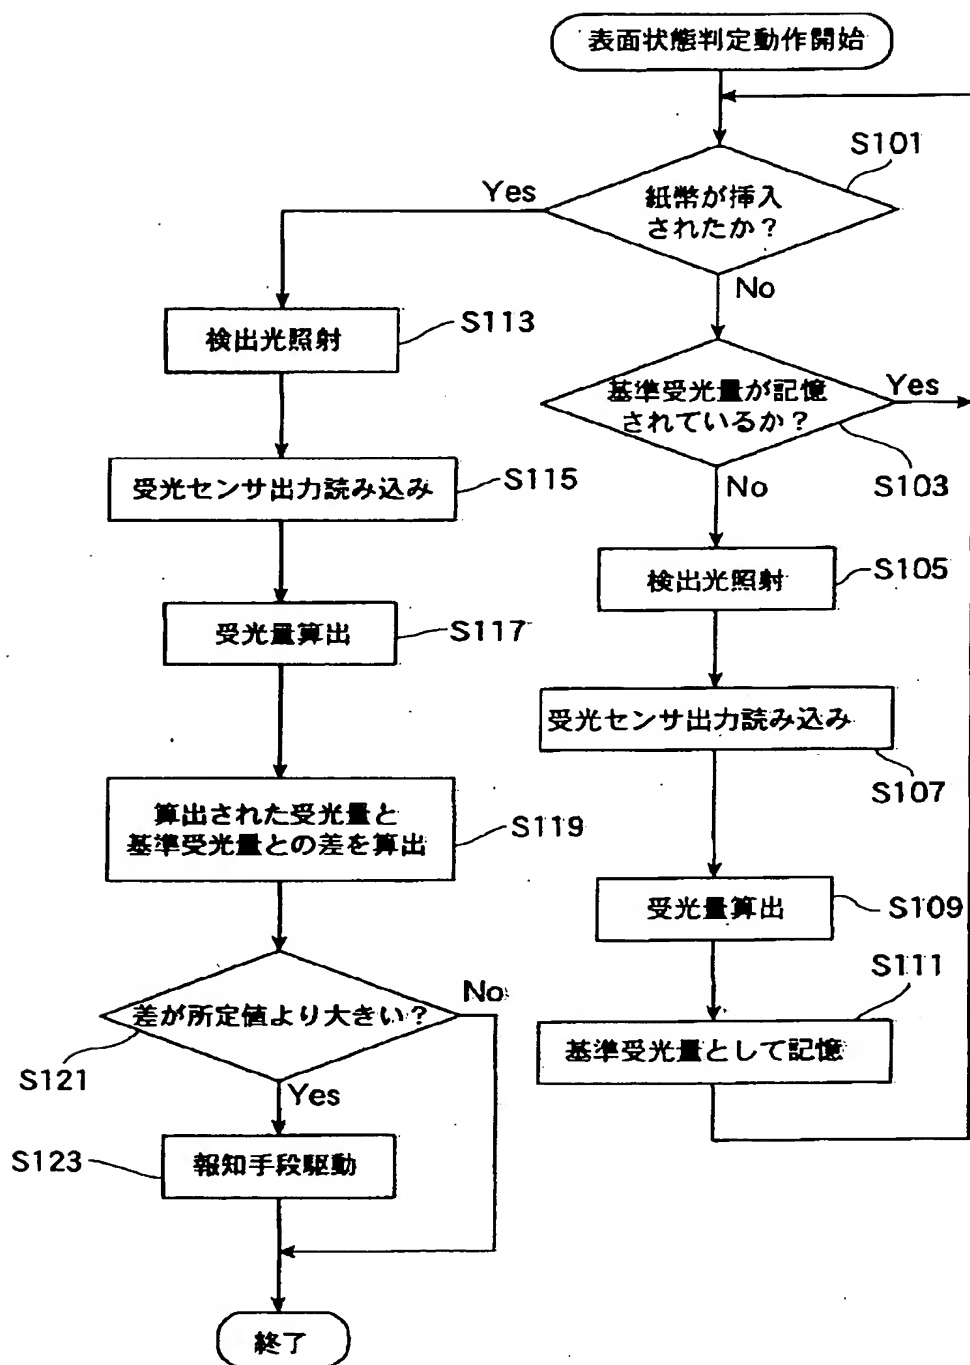 表面状態判定動作開始
S101
紙幣が挿入
されたか？
Yes
No
基準受光量が記憶
されているか？
Yes
S103
No
検出光照射
S105
受光センサ出力読み込み
S107
受光量算出
S109
S111
基準受光量として記憶
検出光照射
S113
受光センサ出力読み込み
S115
受光量算出
S117
算出された受光量と
基準受光量との差を算出
S119
差が所定値より大きい？
No
S121
Yes
S123
報知手段駆動
終了